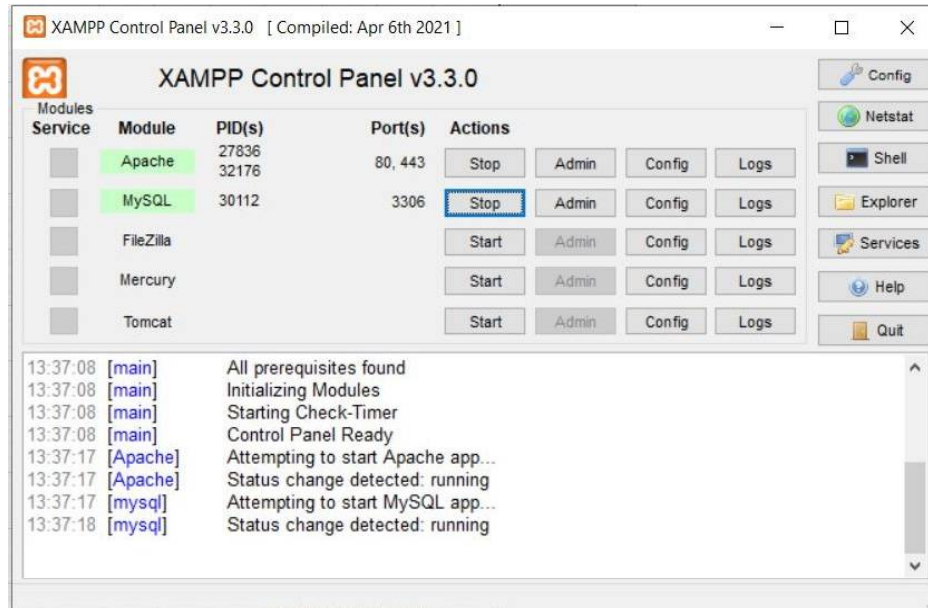 XAMPP Control Panel v3.3.0 [ Compiled: Apr 6th 2021 ]
XAMPP Control Panel v3.3.0
Config
Modules
Service Module PID(s) Port(s) Actions
Netstat
Apache 27836 32176 80, 443 Stop Admin Config Logs
Shell
MySQL 30112 3306 Stop Admin Config Logs
Explorer
FileZilla Start Admin Config Logs
Services
Mercury Start Admin Config Logs
Help
Tomcat Start Admin Config Logs
Quit
13:37:08 [main] All prerequisites found
13:37:08 [main] Initializing Modules
13:37:08 [main] Starting Check-Timer
13:37:08 [main] Control Panel Ready
13:37:17 [Apache] Attempting to start Apache app...
13:37:17 [Apache] Status change detected: running
13:37:17 [mysql] Attempting to start MySQL app...
13:37:18 [mysql] Status change detected: running